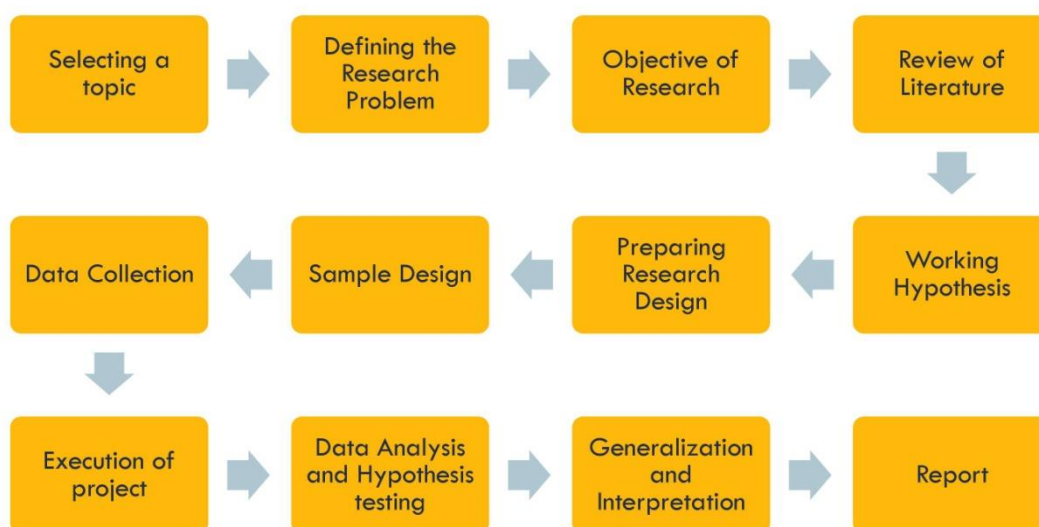 Selecting a
topic
Defining the
Research
Problem
Objective of
Research
Review of
Literature
Working
Hypothesis
Preparing
Research
Design
Sample Design
Data Collection
Execution of
project
Data Analysis
and Hypothesis
testing
Generalization
and
Interpretation
Report